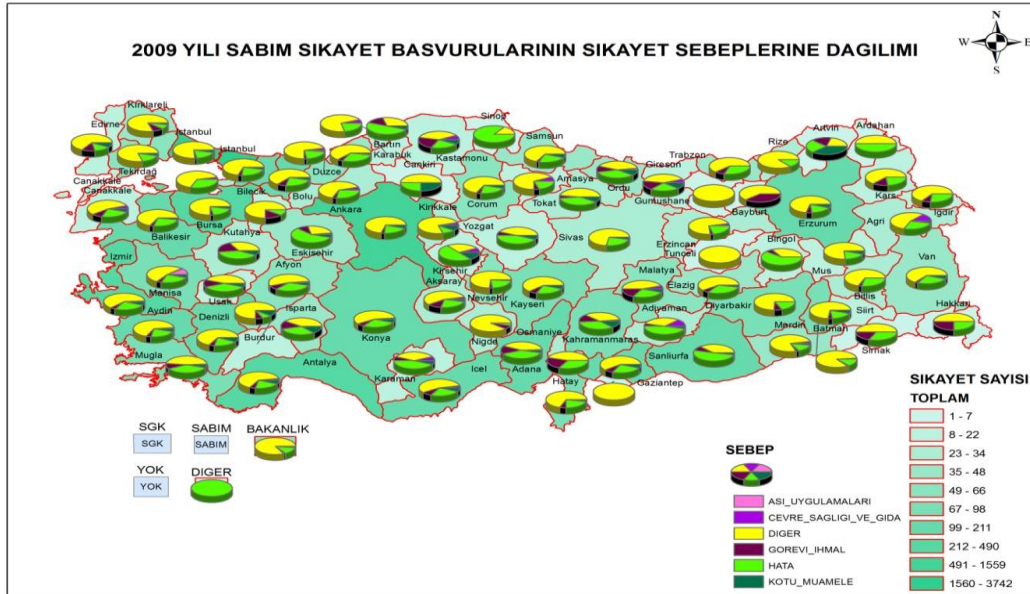 2009 YILI SABIM SIKAYET BASVURULARININ SIKAYET SEBEPLERINE DAGILIMI
N
W
E
S
Kirklareli
Edirne
Istanbul
Istanbul
Tekirdağ
Canakkale
Canakkale
Bartın
Karabuk
Duzce
Bolu
Bilecik
Cankiri
Kastamonu
Sinop
Samsun
Amasya
Ordu
Gireson
Trabzon
Rize
Artvin
Ardahan
Kars
Igdir
Agri
Erzurum
Bayburt
Gumushane
Tokat
Corum
Kirikkale
Ankara
Bursa
Kutahya
Balikesir
Eskisehir
Yozgat
Sivas
Erzincan
Tunceli
Bingol
Mus
Van
Bitlis
Siirt
Hakkari
Sirnak
Batman
Mardin
Diyarbakir
Elazig
Malatya
Adiyaman
Kahramanmaras
Sanliurfa
Gaziantep
Hatay
Osmaniye
Adana
Kayseri
Nevsehir
Kirsehir
Aksaray
Nigde
Konya
Karaman
Icel
Antalya
Isparta
Burdur
Afyon
Usak
Denizli
Izmir
Manisa
Aydin
Mugla
SGK
SGK
SABIM
SABIM
BAKANLIK
YOK
YOK
DIGER
SEBEP
ASI_UYGULAMALARI
CEVRE_SAGLIGI_VE_GIDA
DIGER
GOREVI_IHMAL
HATA
KOTU_MUAMELE
SIKAYET SAYISI
TOPLAM
1 - 7
8 - 22
23 - 34
35 - 48
49 - 66
67 - 98
99 - 211
212 - 490
491 - 1559
1560 - 3742